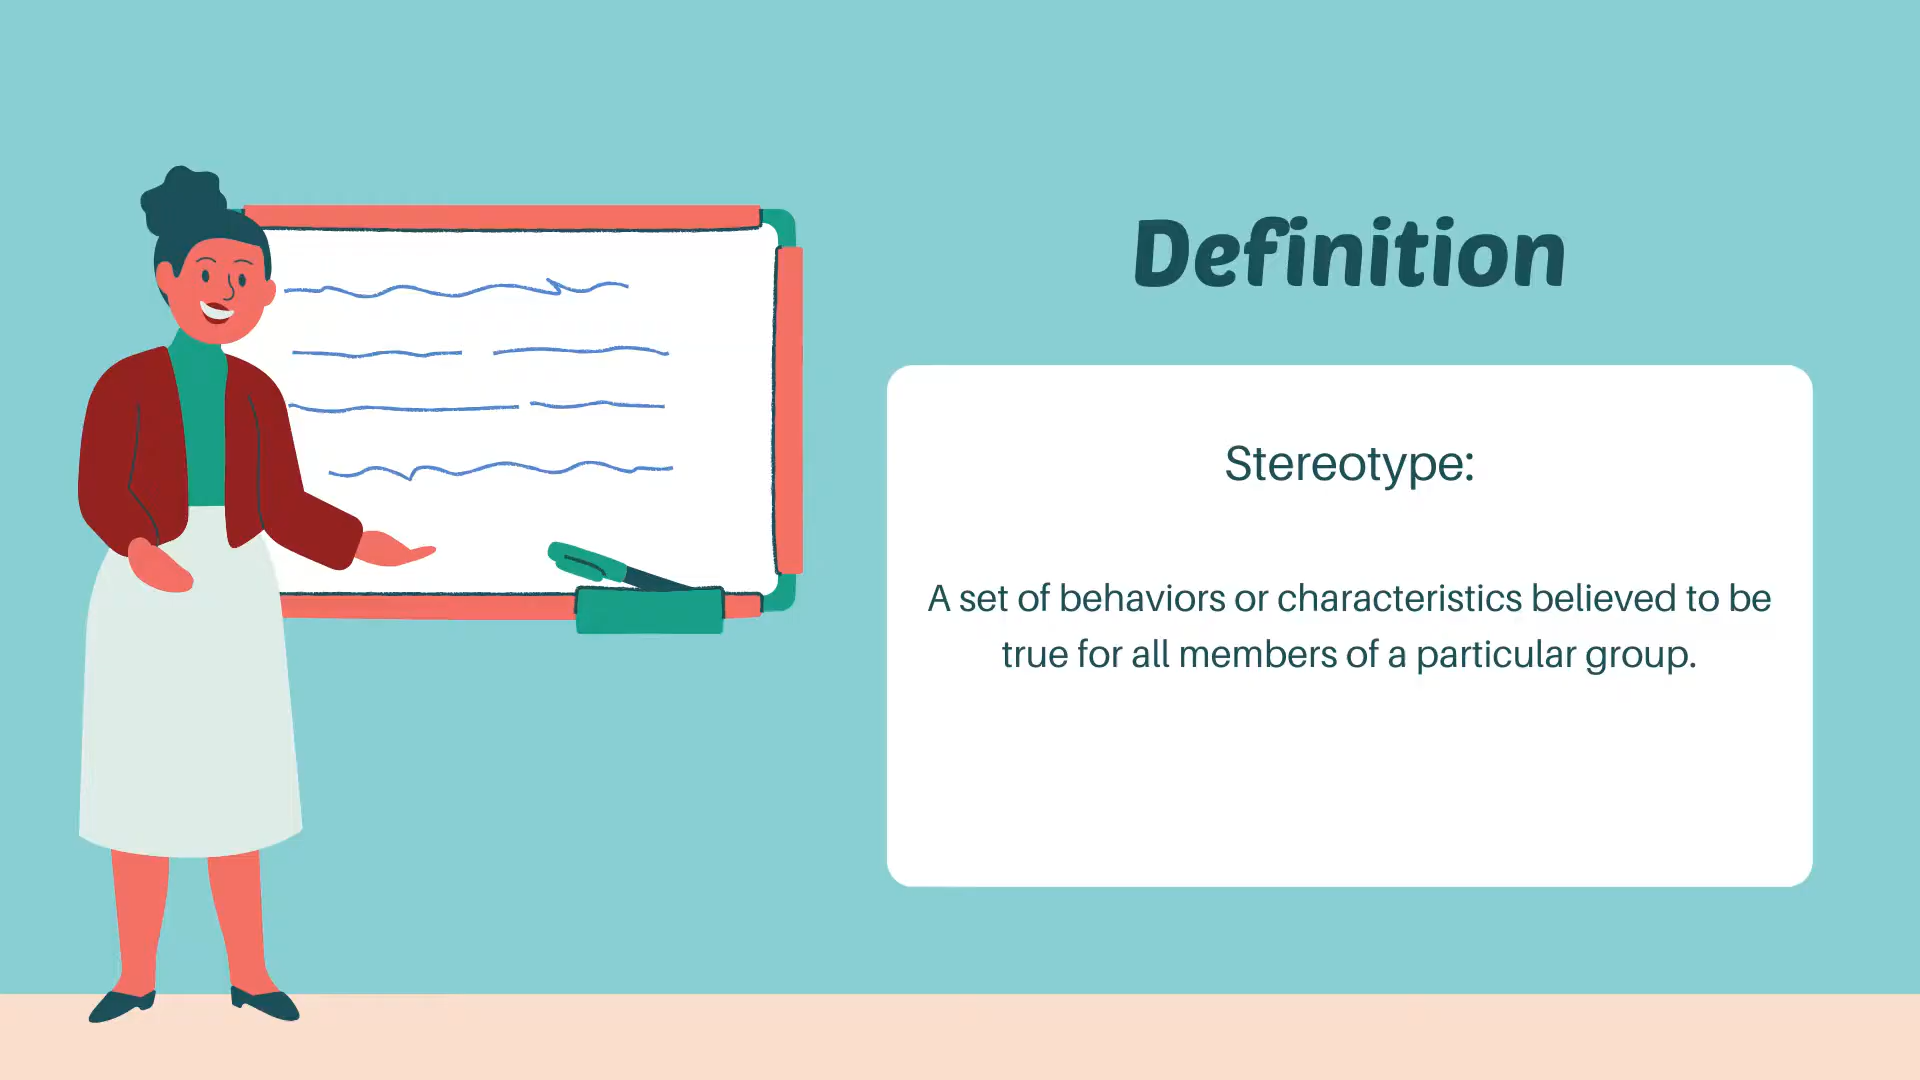 Definition
Stereotype:
A set of behaviors or characteristics believed to be
true for all members of a particular group.